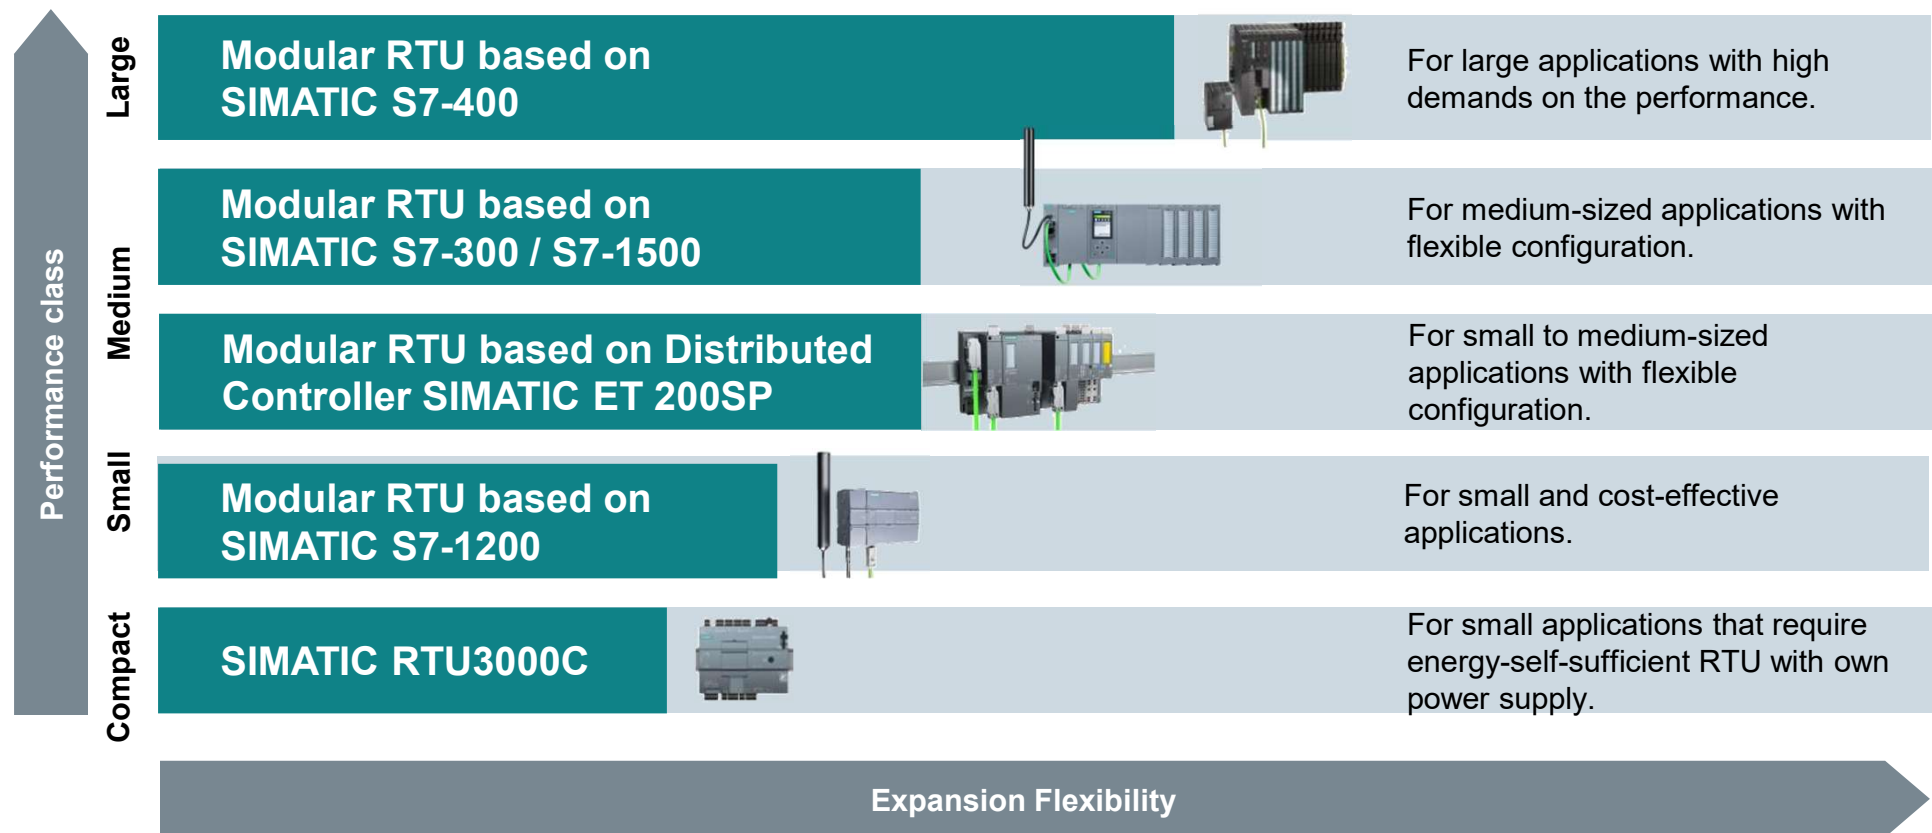 Performance class
Large
Modular RTU based on
SIMATIC S7-400
For large applications with high
demands on the performance.
Medium
Modular RTU based on
SIMATIC S7-300 / S7-1500
For medium-sized applications with
flexible configuration.
Modular RTU based on Distributed
Controller SIMATIC ET 200SP
For small to medium-sized
applications with flexible
configuration.
Small
Modular RTU based on
SIMATIC S7-1200
For small and cost-effective
applications.
Compact
SIMATIC RTU3000C
For small applications that require
energy-self-sufficient RTU with own
power supply.
Expansion Flexibility